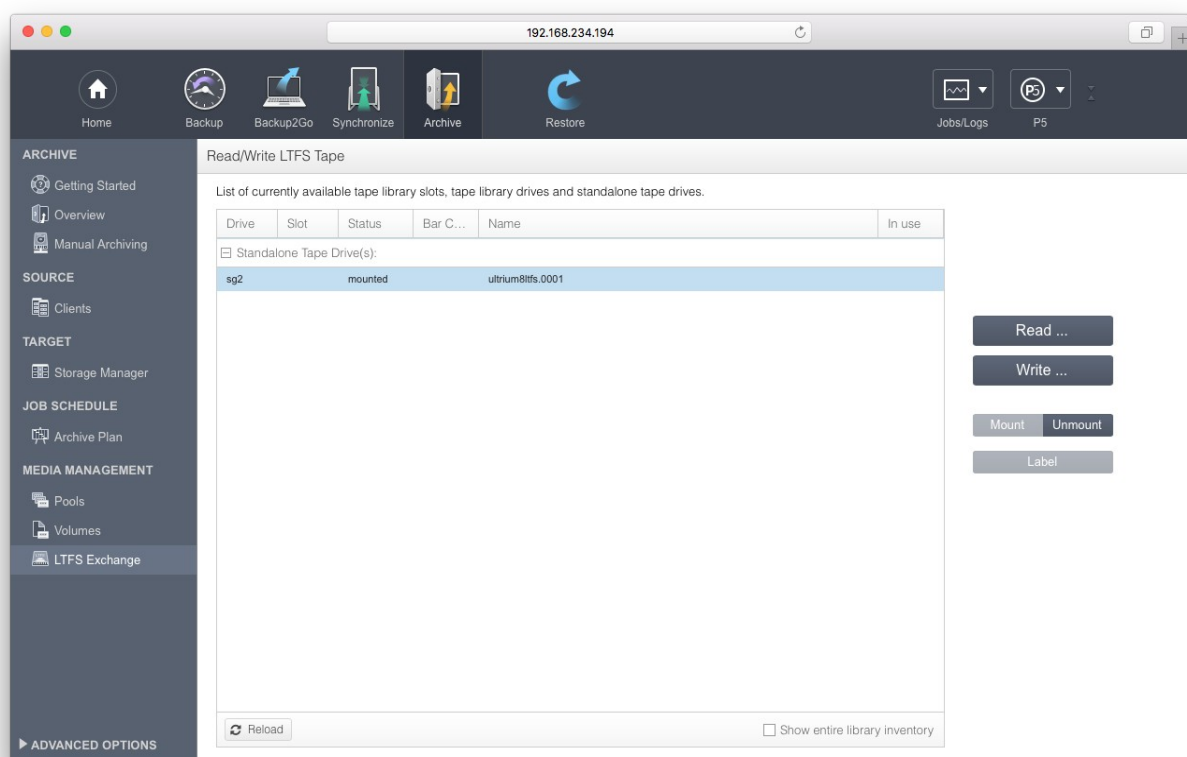 192.168.234.194
Home
Backup
Backup2Go
Synchronize
Archive
Restore
Jobs/Logs
P5
P5
ARCHIVE
Getting Started
Overview
Manual Archiving
SOURCE
Clients
TARGET
Storage Manager
JOB SCHEDULE
Archive Plan
MEDIA MANAGEMENT
Pools
Volumes
LTFS Exchange
ADVANCED OPTIONS
Read/Write LTFS Tape
List of currently available tape library slots, tape library drives and standalone tape drives.
Drive Slot Status Bar C... Name In use
Standalone Tape Drive(s):
sg2 mounted ultrium8ltfs.0001
Read ...
Write ...
Mount Unmount
Label
Reload
Show entire library inventory